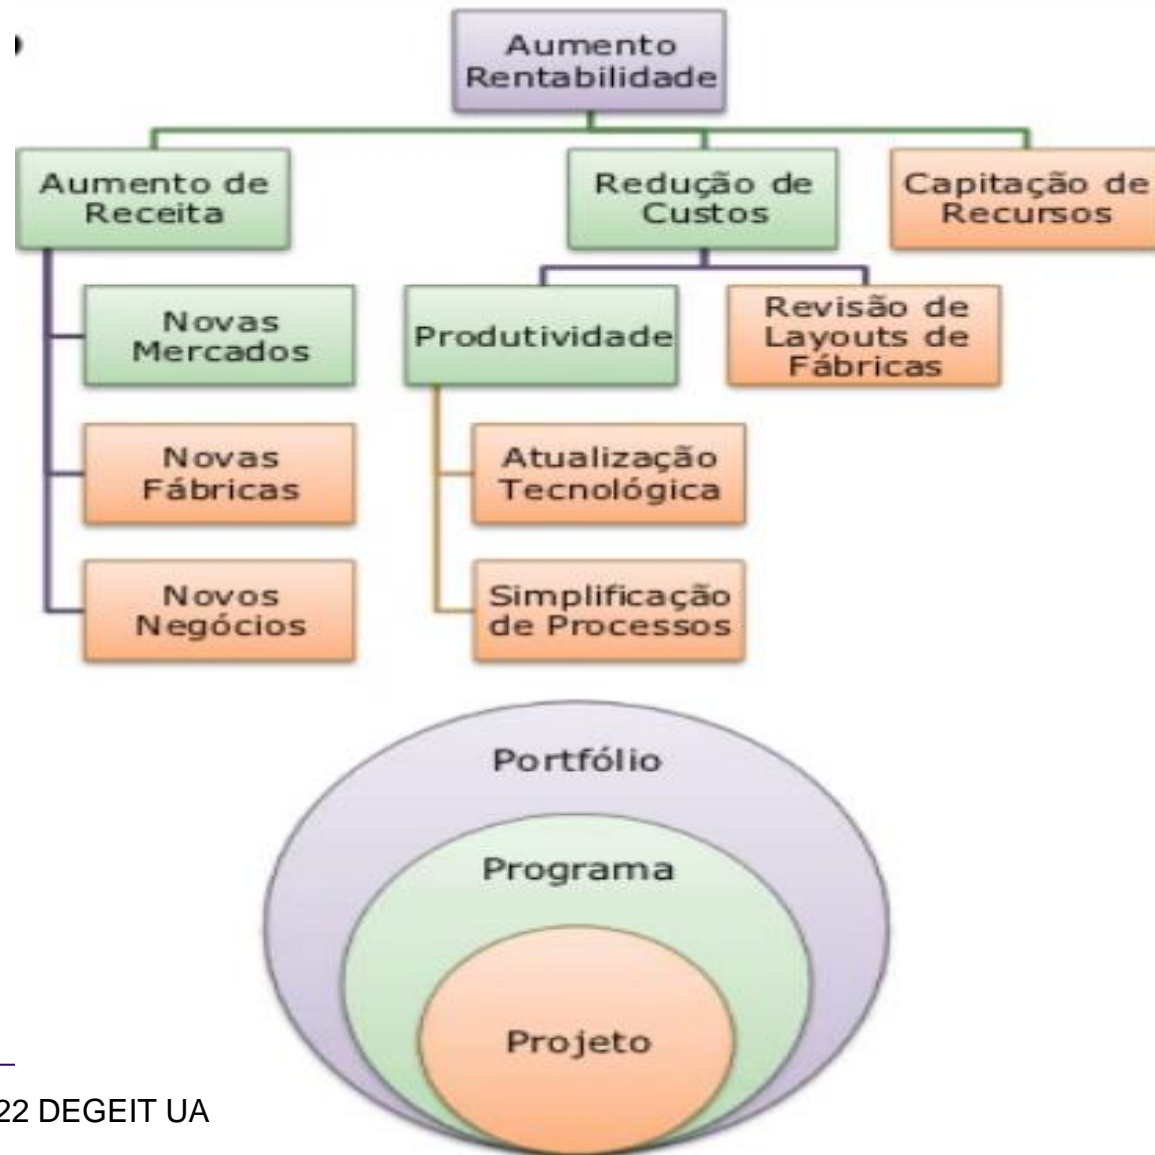 Aumento
Rentabilidade
Aumento de
Receita
Redução de
Custos
Capitação de
Recursos
Novas
Mercados
Produtividade
Revisão de
Layouts de
Fábricas
Novas
Fábricas
Atualização
Tecnológica
Novos
Negócios
Simplificação
de Processos
Portfólio
Programa
Projeto
22 DEGEIT UA